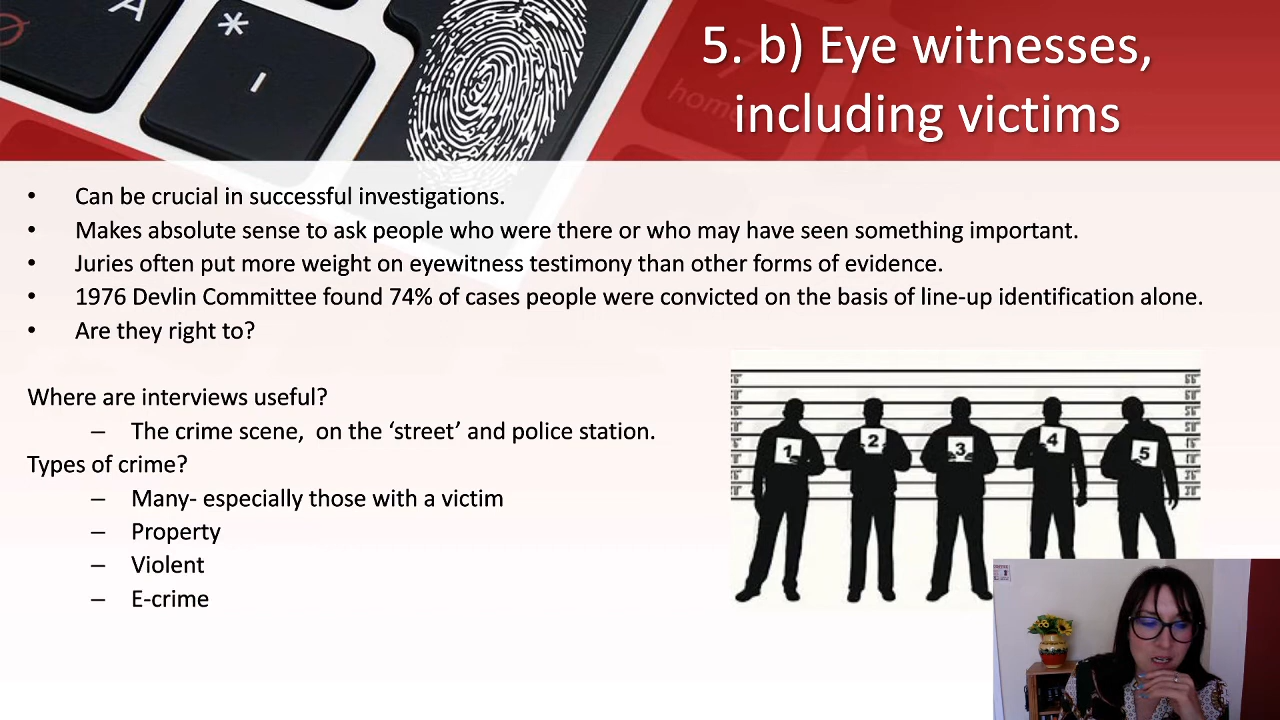 A
*
7
home
5. b) Eye witnesses,
including victims
• Can be crucial in successful investigations.
• Makes absolute sense to ask people who were there or who may have seen something important.
• Juries often put more weight on eyewitness testimony than other forms of evidence.
• 1976 Devlin Committee found 74% of cases people were convicted on the basis of line-up identification alone.
• Are they right to?
Where are interviews useful?
– The crime scene,  on the ‘street’ and police station.
Types of crime?
– Many- especially those with a victim
– Property
– Violent
– E-crime
1 2 3 4 5